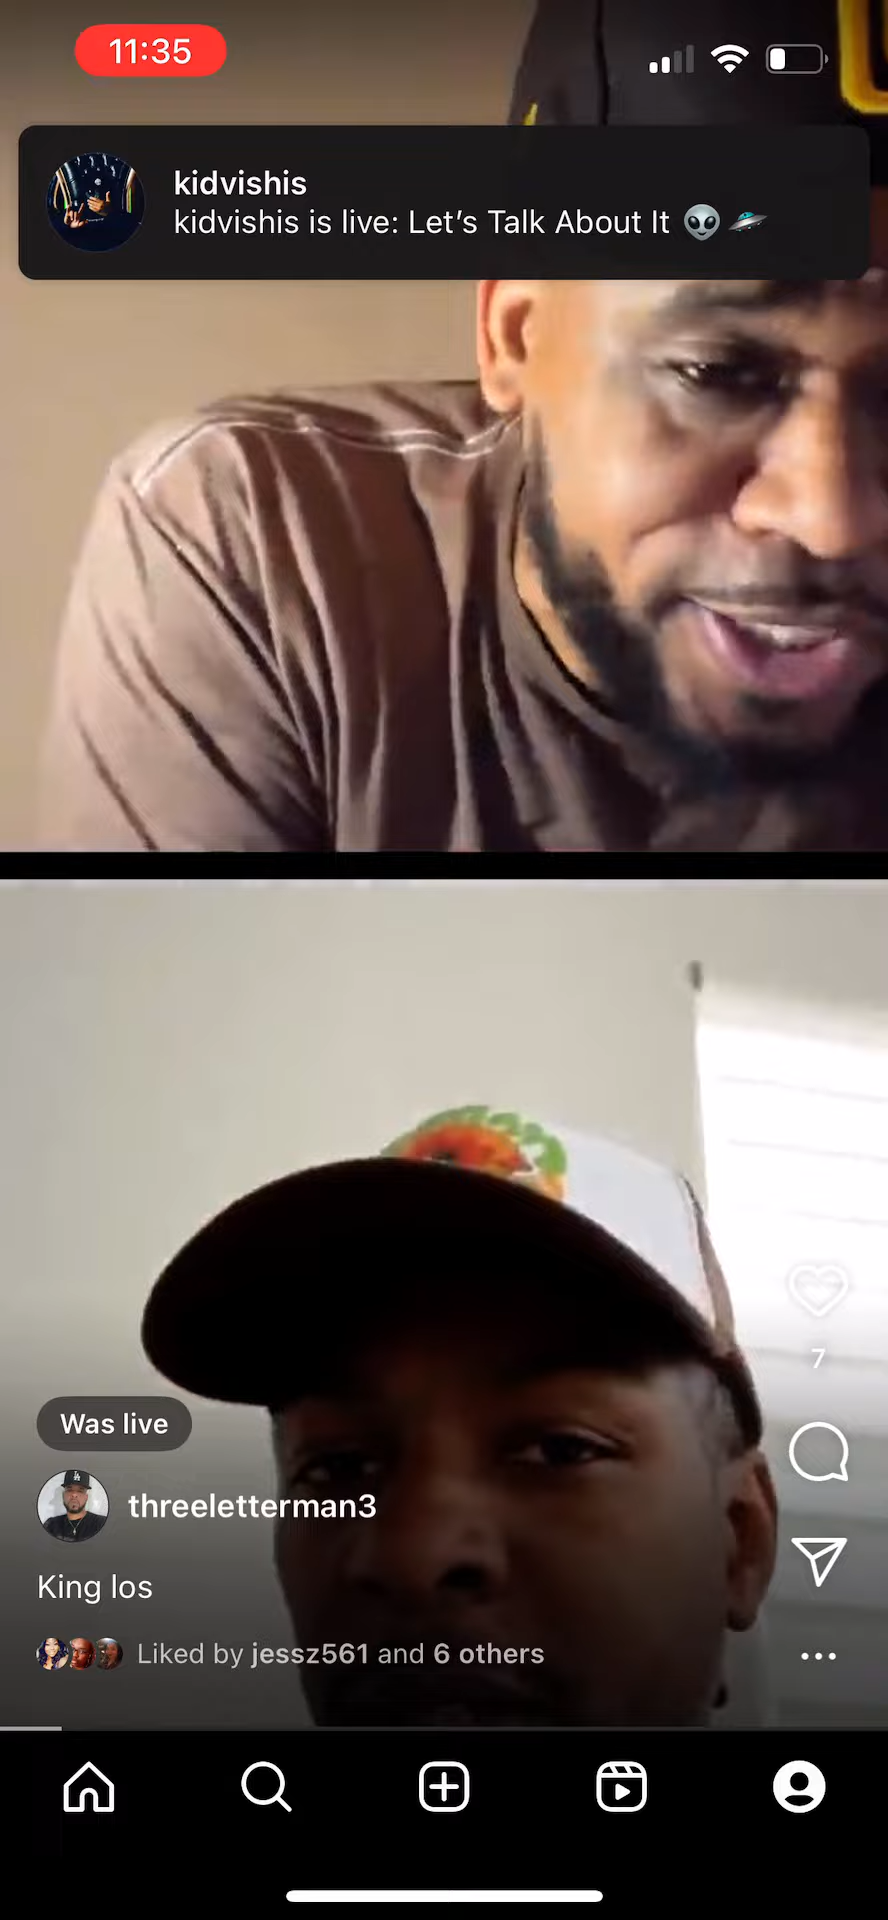 11:35
kidvishis
kidvishis is live: Let’s Talk About It 👽 🛸
7
Was live
threeletterman3
King los
Liked by jessz561 and 6 others